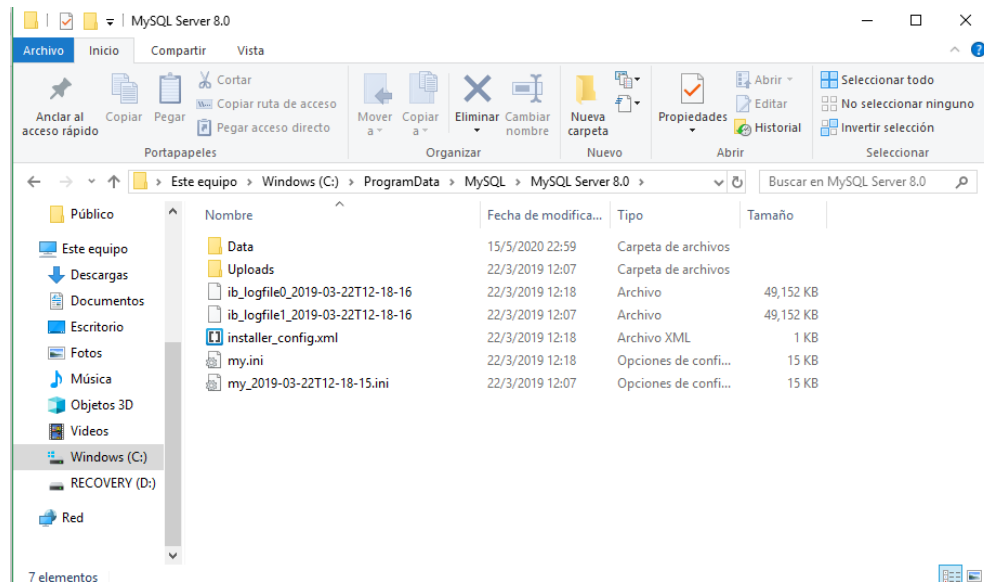 MySQL Server 8.0
Archivo Inicio Compartir Vista
Anclar al acceso rápido
Copiar
Pegar
Cortar
Copiar ruta de acceso
Pegar acceso directo
Portapapeles
Mover a
Copiar a
Eliminar
Cambiar nombre
Organizar
Nueva carpeta
Nuevo
Propiedades
Abrir
Editar
Historial
Abrir
Seleccionar todo
No seleccionar ninguno
Invertir selección
Seleccionar
Este equipo > Windows (C:) > ProgramData > MySQL > MySQL Server 8.0 >
Buscar en MySQL Server 8.0
Público
Este equipo
Descargas
Documentos
Escritorio
Fotos
Música
Objetos 3D
Videos
Windows (C:)
RECOVERY (D:)
Red
Nombre Fecha de modifica... Tipo Tamaño
Data 15/5/2020 22:59 Carpeta de archivos
Uploads 22/3/2019 12:07 Carpeta de archivos
ib_logfile0_2019-03-22T12-18-16 22/3/2019 12:18 Archivo 49,152 KB
ib_logfile1_2019-03-22T12-18-16 22/3/2019 12:07 Archivo 49,152 KB
installer_config.xml 22/3/2019 12:18 Archivo XML 1 KB
my.ini 22/3/2019 12:18 Opciones de confi... 15 KB
my_2019-03-22T12-18-15.ini 22/3/2019 12:07 Opciones de confi... 15 KB
7 elementos